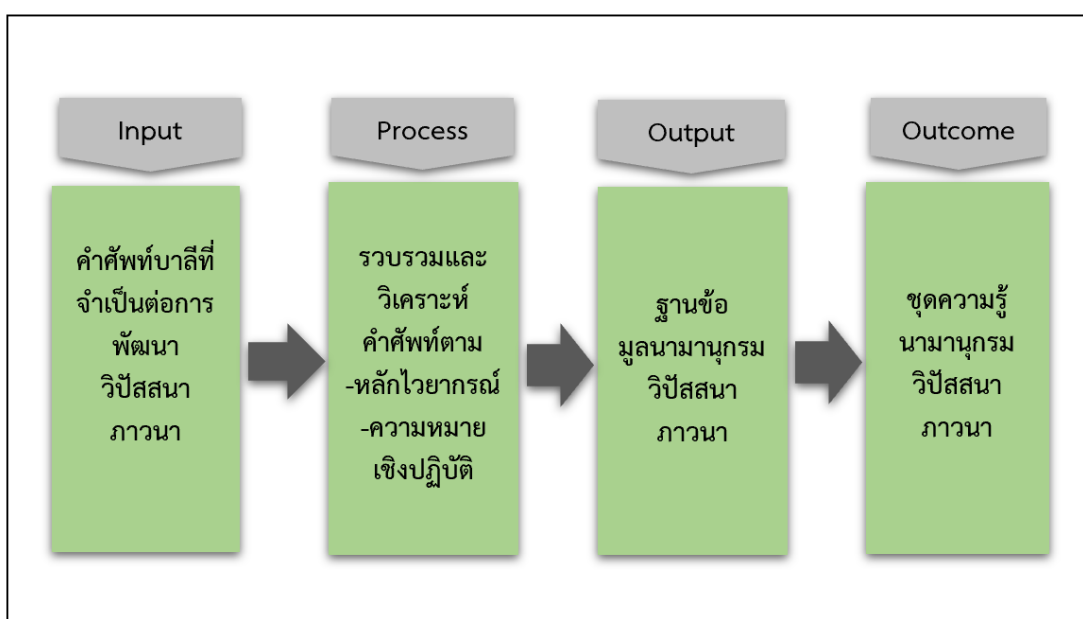 Input
คำศัพท์บาลีที่
จำเป็นต่อการ
พัฒนา
วิปัสสนา
ภาวนา
Process
รวบรวมและ
วิเคราะห์
คำศัพท์ตาม
-หลักไวยากรณ์
-ความหมาย
เชิงปฏิบัติ
Output
ฐานข้อ
มูลนามานุกรม
วิปัสสนา
ภาวนา
Outcome
ชุดความรู้
นามานุกรม
วิปัสสนา
ภาวนา